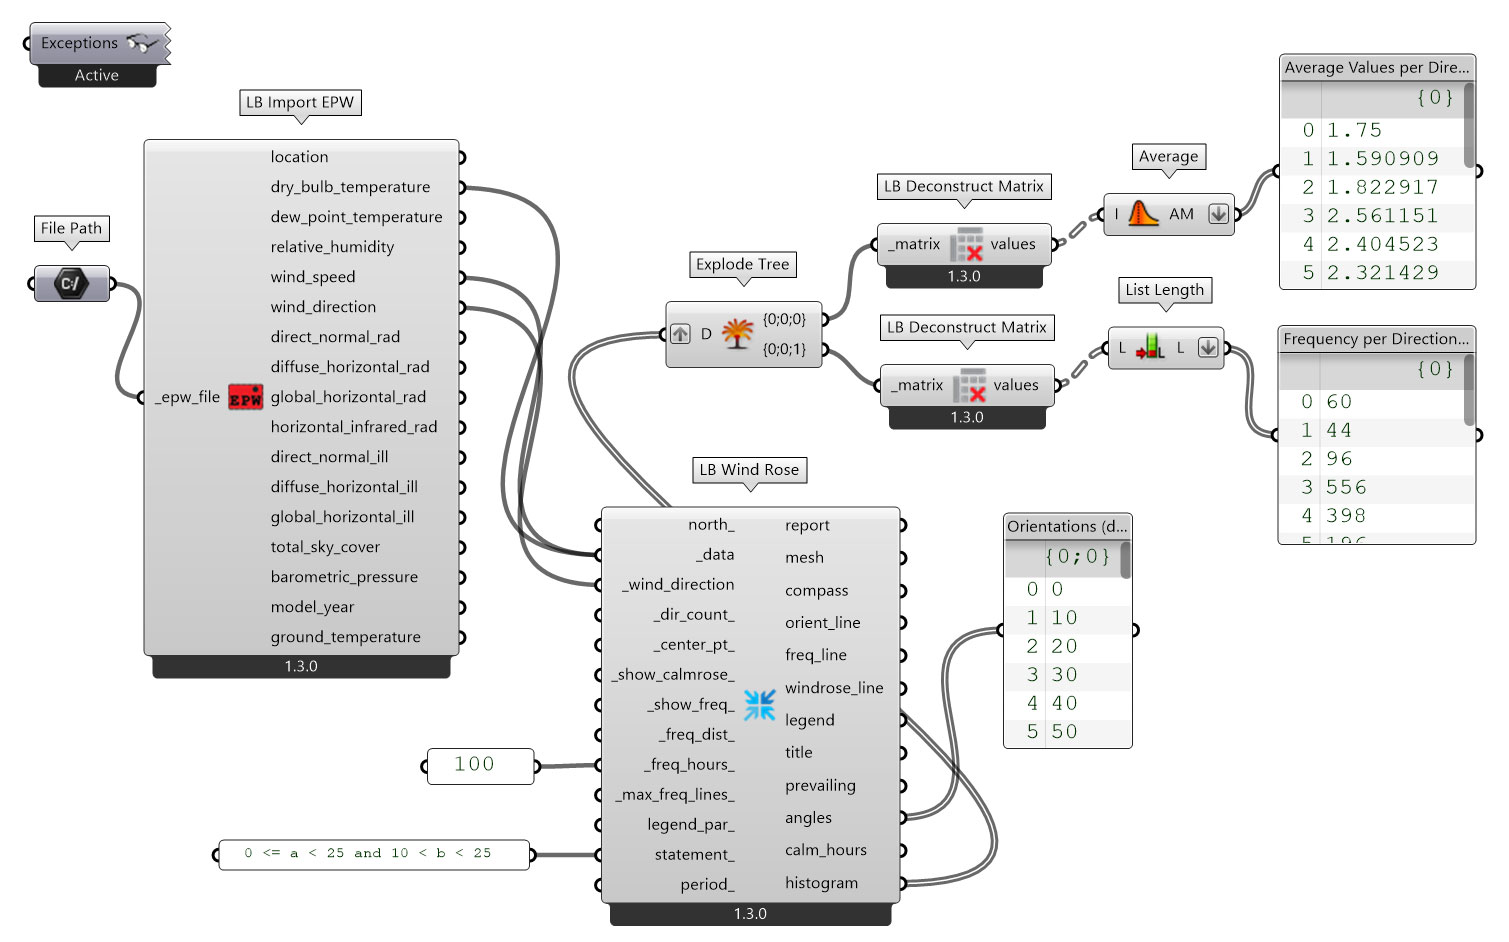 Exceptions
Active
LB Import EPW
File Path
C:/
_epw_file
EPW
location
dry_bulb_temperature
dew_point_temperature
relative_humidity
wind_speed
wind_direction
direct_normal_rad
diffuse_horizontal_rad
global_horizontal_rad
horizontal_infrared_rad
direct_normal_ill
diffuse_horizontal_ill
global_horizontal_ill
total_sky_cover
barometric_pressure
model_year
ground_temperature
1.3.0
Explode Tree
D
{0;0;0}
{0;0;1}
LB Deconstruct Matrix
_matrix
values
1.3.0
LB Deconstruct Matrix
_matrix
values
1.3.0
Average
I
AM
List Length
L
L
L
Average Values per Dire...
{0}
0 1.75
1 1.590909
2 1.822917
3 2.561151
4 2.404523
5 2.321429
Frequency per Direction...
{0}
0 60
1 44
2 96
3 556
4 398
5 196
LB Wind Rose
north_
_data
_wind_direction
_dir_count_
_center_pt_
_show_calmrose_
_show_freq_
_freq_dist_
_freq_hours_
_max_freq_lines_
legend_par_
statement_
period_
report
mesh
compass
orient_line
freq_line
windrose_line
legend
title
prevailing
angles
calm_hours
histogram
1.3.0
100
0 <= a < 25 and 10 < b < 25
Orientations (d...
{0;0}
0 0
1 10
2 20
3 30
4 40
5 50